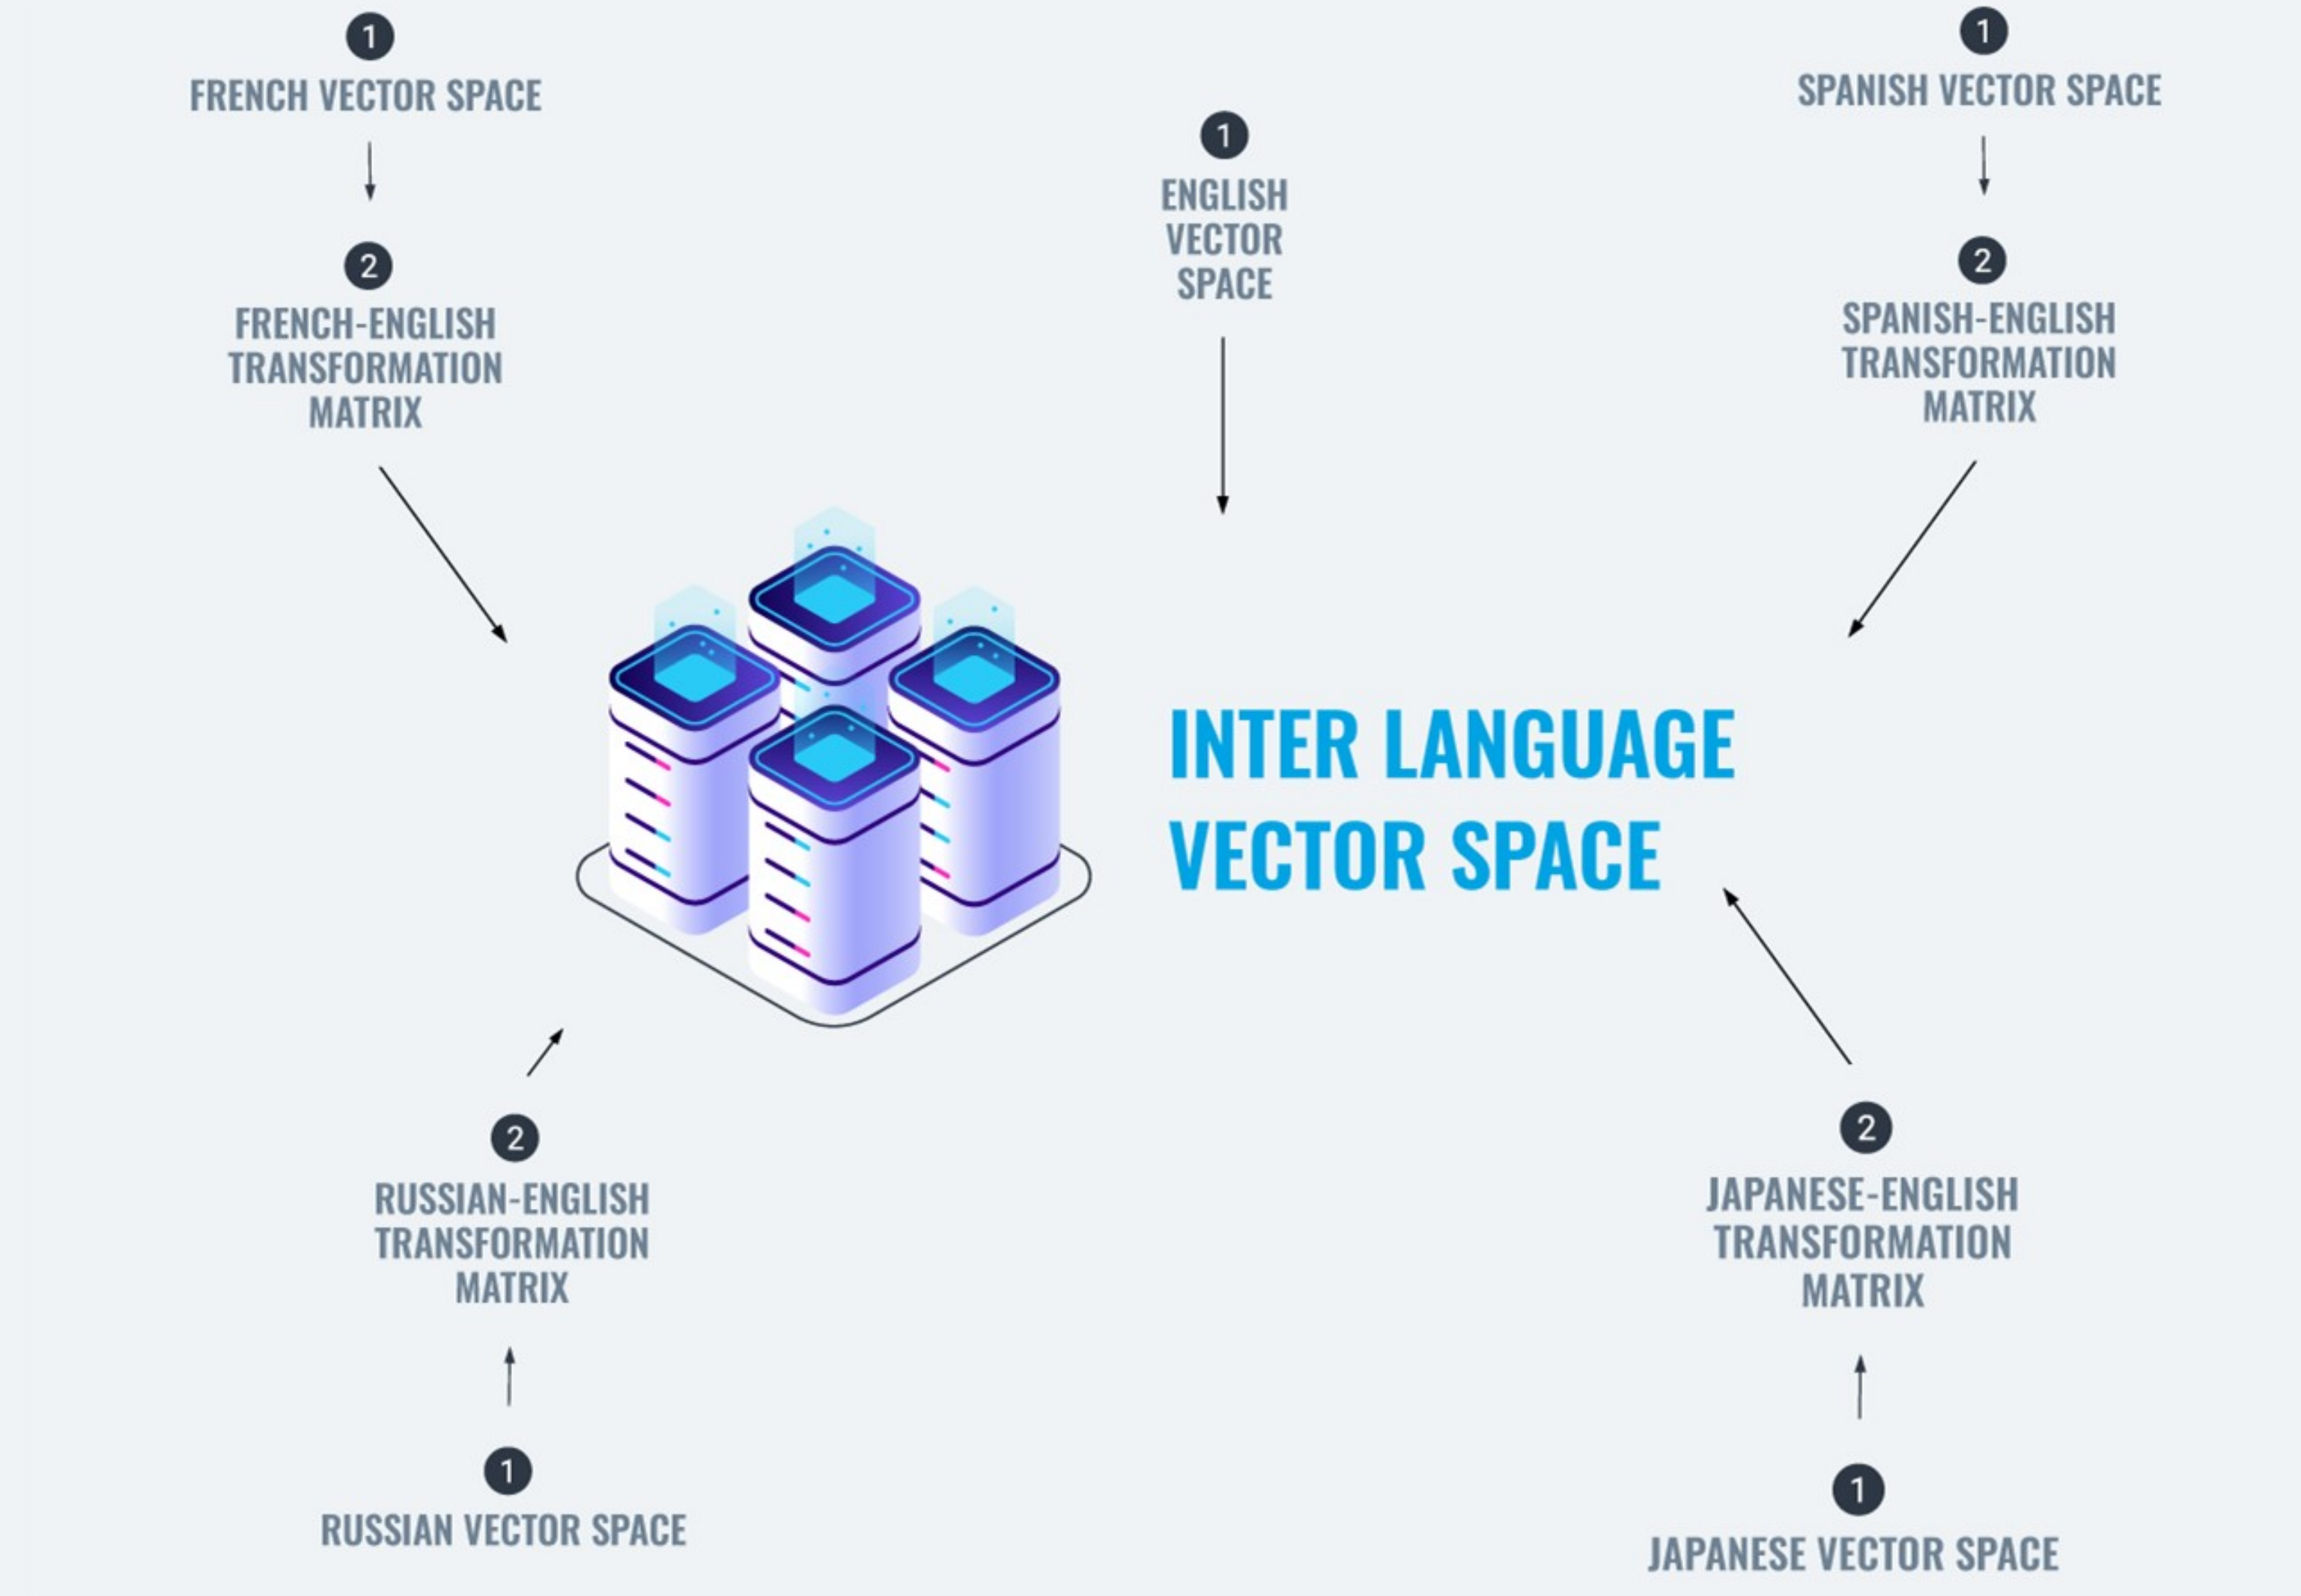 1
FRENCH VECTOR SPACE
2
FRENCH-ENGLISH
TRANSFORMATION
MATRIX
1
ENGLISH
VECTOR
SPACE
1
SPANISH VECTOR SPACE
2
SPANISH-ENGLISH
TRANSFORMATION
MATRIX
INTER LANGUAGE
VECTOR SPACE
2
RUSSIAN-ENGLISH
TRANSFORMATION
MATRIX
1
RUSSIAN VECTOR SPACE
2
JAPANESE-ENGLISH
TRANSFORMATION
MATRIX
1
JAPANESE VECTOR SPACE